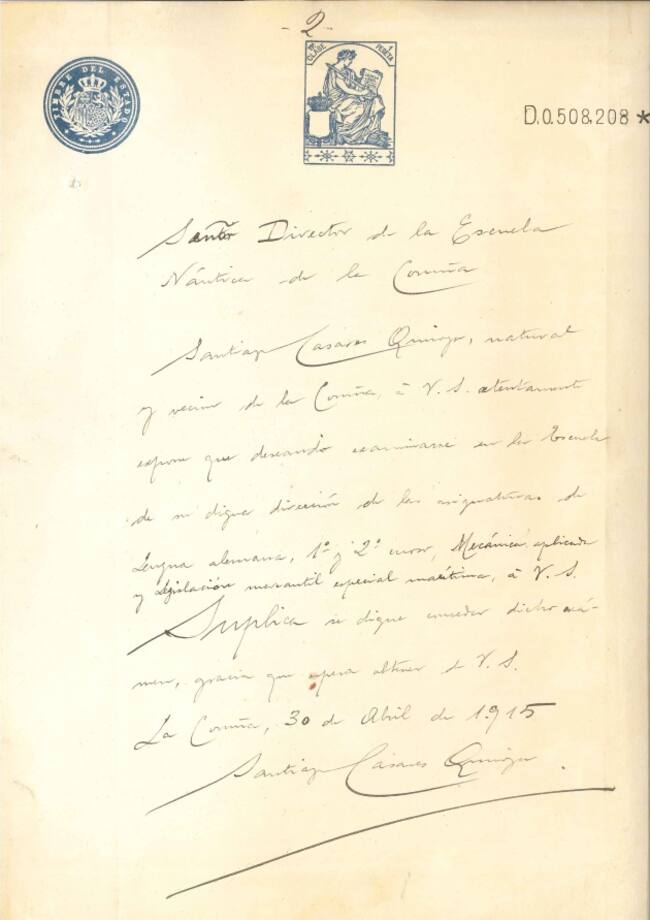 - 2 -
TIMBRE DEL ESTADO
CLASE PESETA
D.0.508,208 *
Señor Director de la Escuela
Náutica de la Coruña
Santiago Casares Quiroga, natural
y vecino de la Coruña, á V. S. atentamente
expone que deseando examinarse en la Escuela
de su digna dirección de las asignaturas de
Lengua alemana, 1º y 2º curso, Mecánica aplicada
y Legislación mercantil especial marítima, á V. S.
Suplica se digne conceder dicho exá-
men, gracia que espera obtener de V. S.
La Coruña, 30 de Abril de 1915
Santiago Casares Quiroga